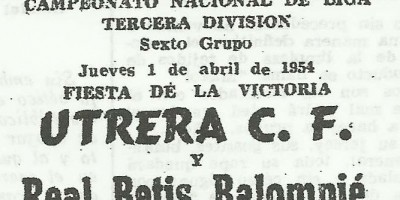 CAMPEONATO NACIONAL DE LIGA
TERCERA DIVISION
Sexto Grupo
Jueves 1 de abril de 1954
FIESTA DE LA VICTORIA
UTRERA C. F.
Y
Real Betis Balompié